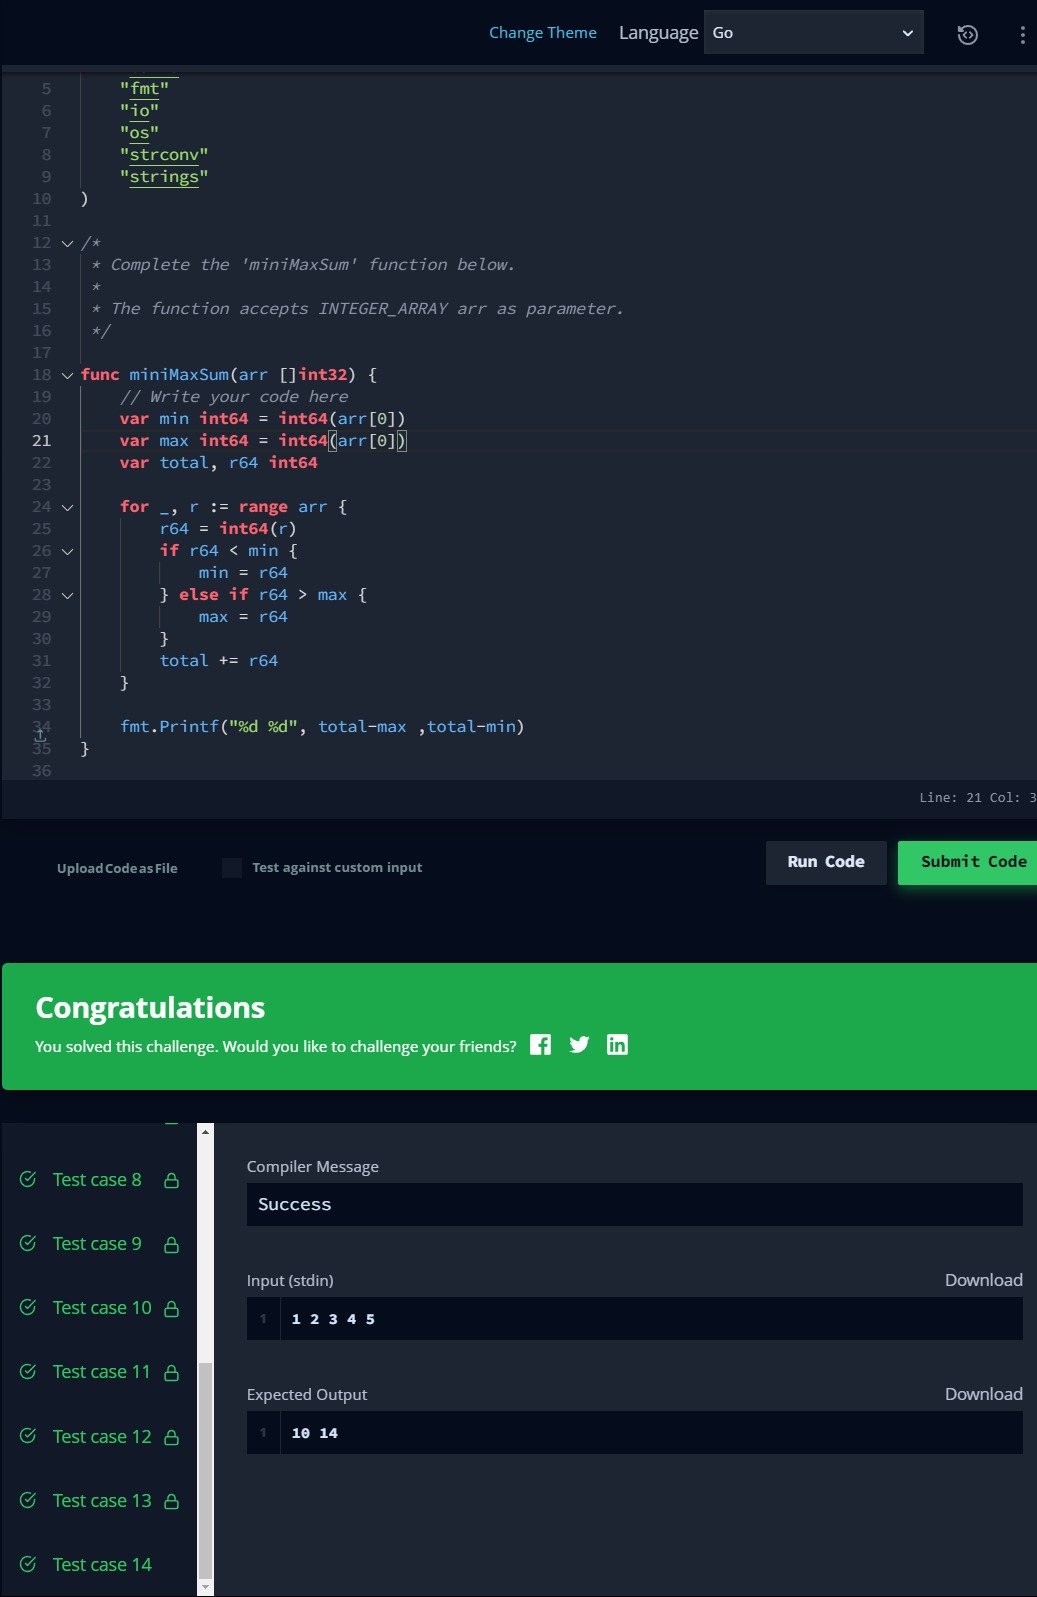 Change Theme Language Go
5 "fmt"
6 "io"
7 "os"
8 "strconv"
9 "strings"
10 )
11
12 /*
13 * Complete the 'miniMaxSum' function below.
14 *
15 * The function accepts INTEGER_ARRAY arr as parameter.
16 */
17
18 func miniMaxSum(arr []int32) {
19 // Write your code here
20 var min int64 = int64(arr[0])
21 var max int64 = int64(arr[0])
22 var total, r64 int64
23
24 for _, r := range arr {
25 r64 = int64(r)
26 if r64 < min {
27 min = r64
28 } else if r64 > max {
29 max = r64
30 }
31 total += r64
32 }
33
34 fmt.Printf("%d %d", total-max ,total-min)
35 }
36
Line: 21 Col: 3
Upload Code as File Test against custom input Run Code Submit Code
Congratulations
You solved this challenge. Would you like to challenge your friends?
Test case 8
Test case 9
Test case 10
Test case 11
Test case 12
Test case 13
Test case 14
Compiler Message
Success
Input (stdin) Download
1 1 2 3 4 5
Expected Output Download
1 10 14